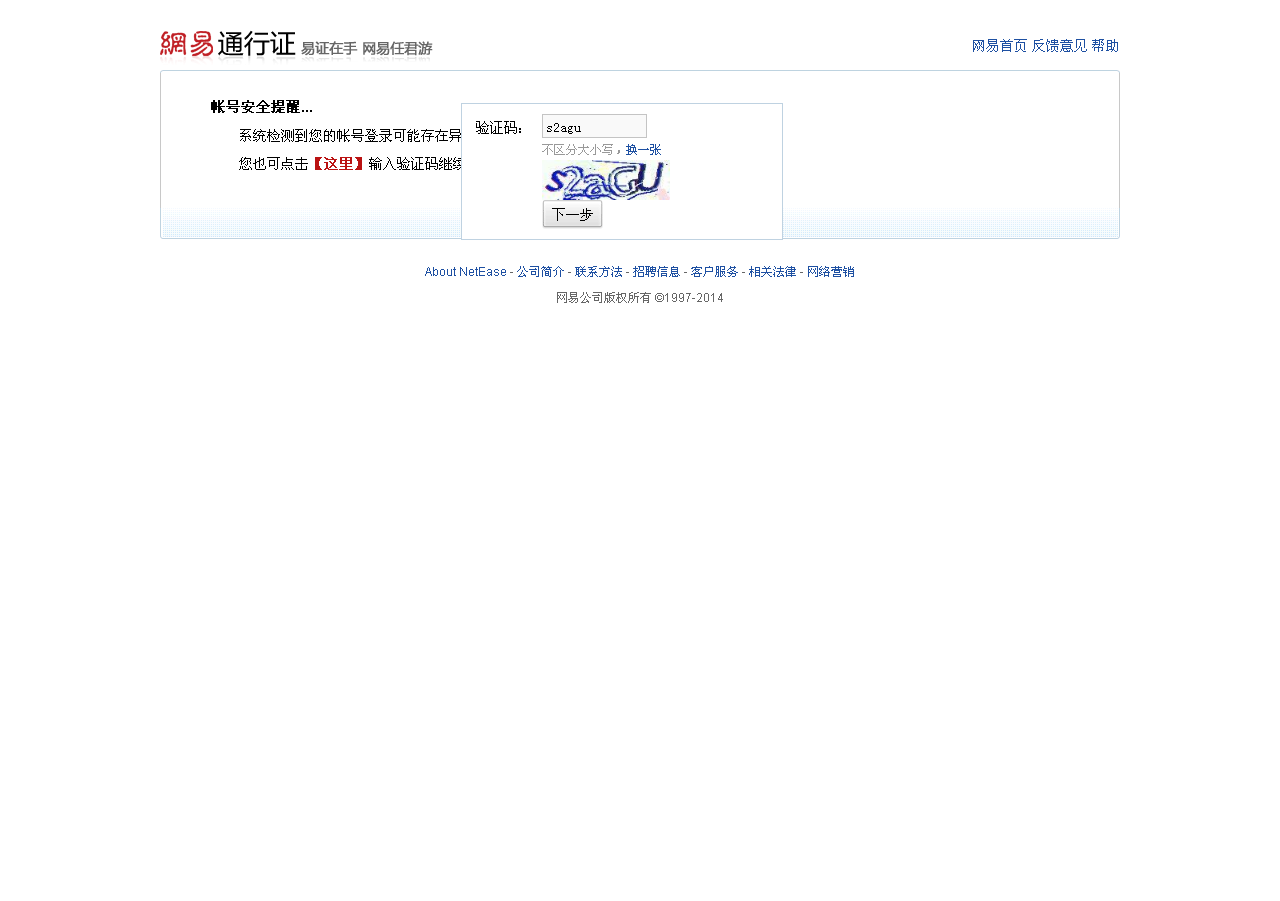 網易通行证 易证在手 网易任君游
网易首页 反馈意见 帮助
帐号安全提醒...
系统检测到您的帐号登录可能存在异
您也可点击【这里】输入验证码继续
验证码：
s2agu
不区分大小写，换一张
s2aGU
下一步
About NetEase - 公司简介 - 联系方法 - 招聘信息 - 客户服务 - 相关法律 - 网络营销
网易公司版权所有 ©1997-2014